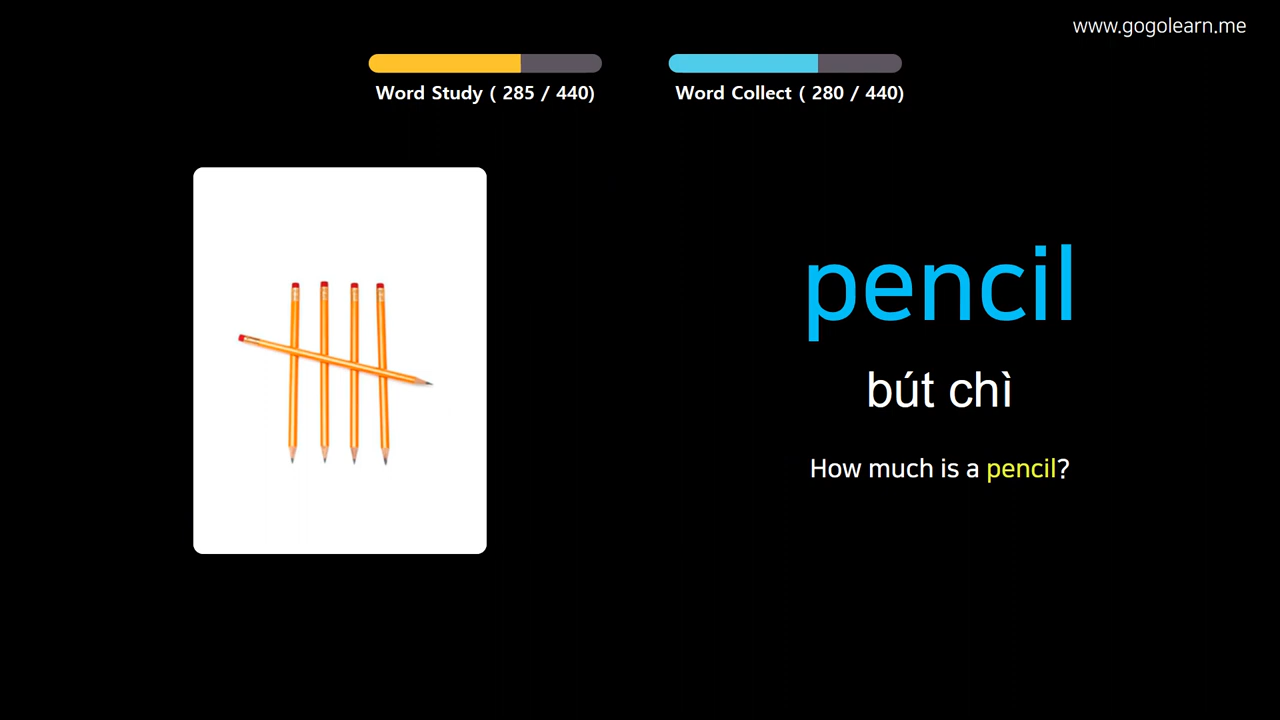 www.gogolearn.me
Word Study ( 285 / 440)
Word Collect ( 280 / 440)
pencil
bút chì
How much is a pencil?